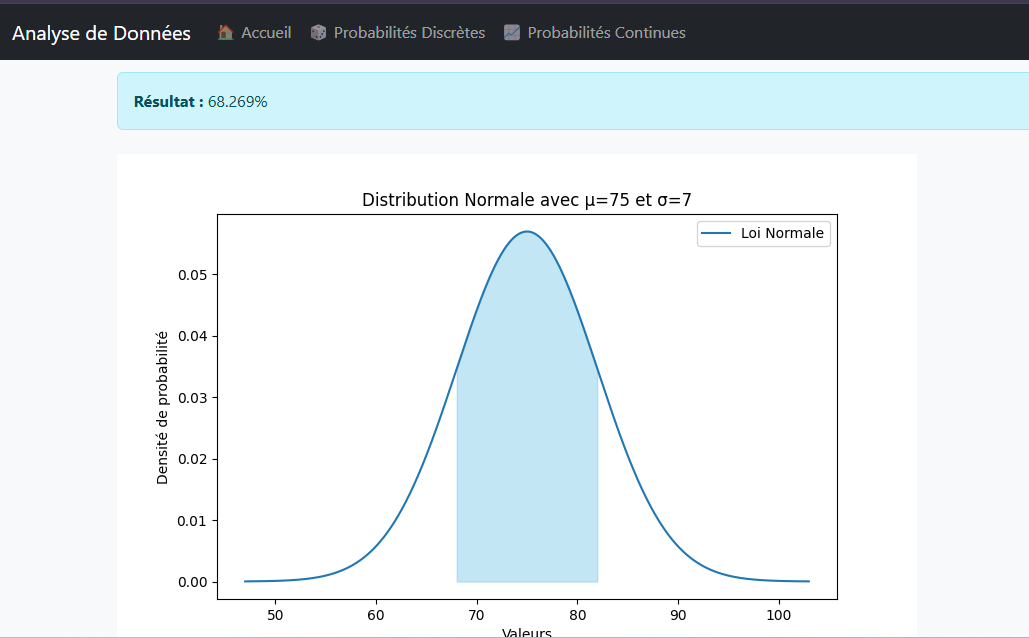 Analyse de Données Accueil Probabilités Discrètes Probabilités Continues
Résultat : 68.269%
Distribution Normale avec μ=75 et σ=7
Loi Normale
Densité de probabilité
0.05
0.04
0.03
0.02
0.01
0.00
50 60 70 80 90 100
Valeurs